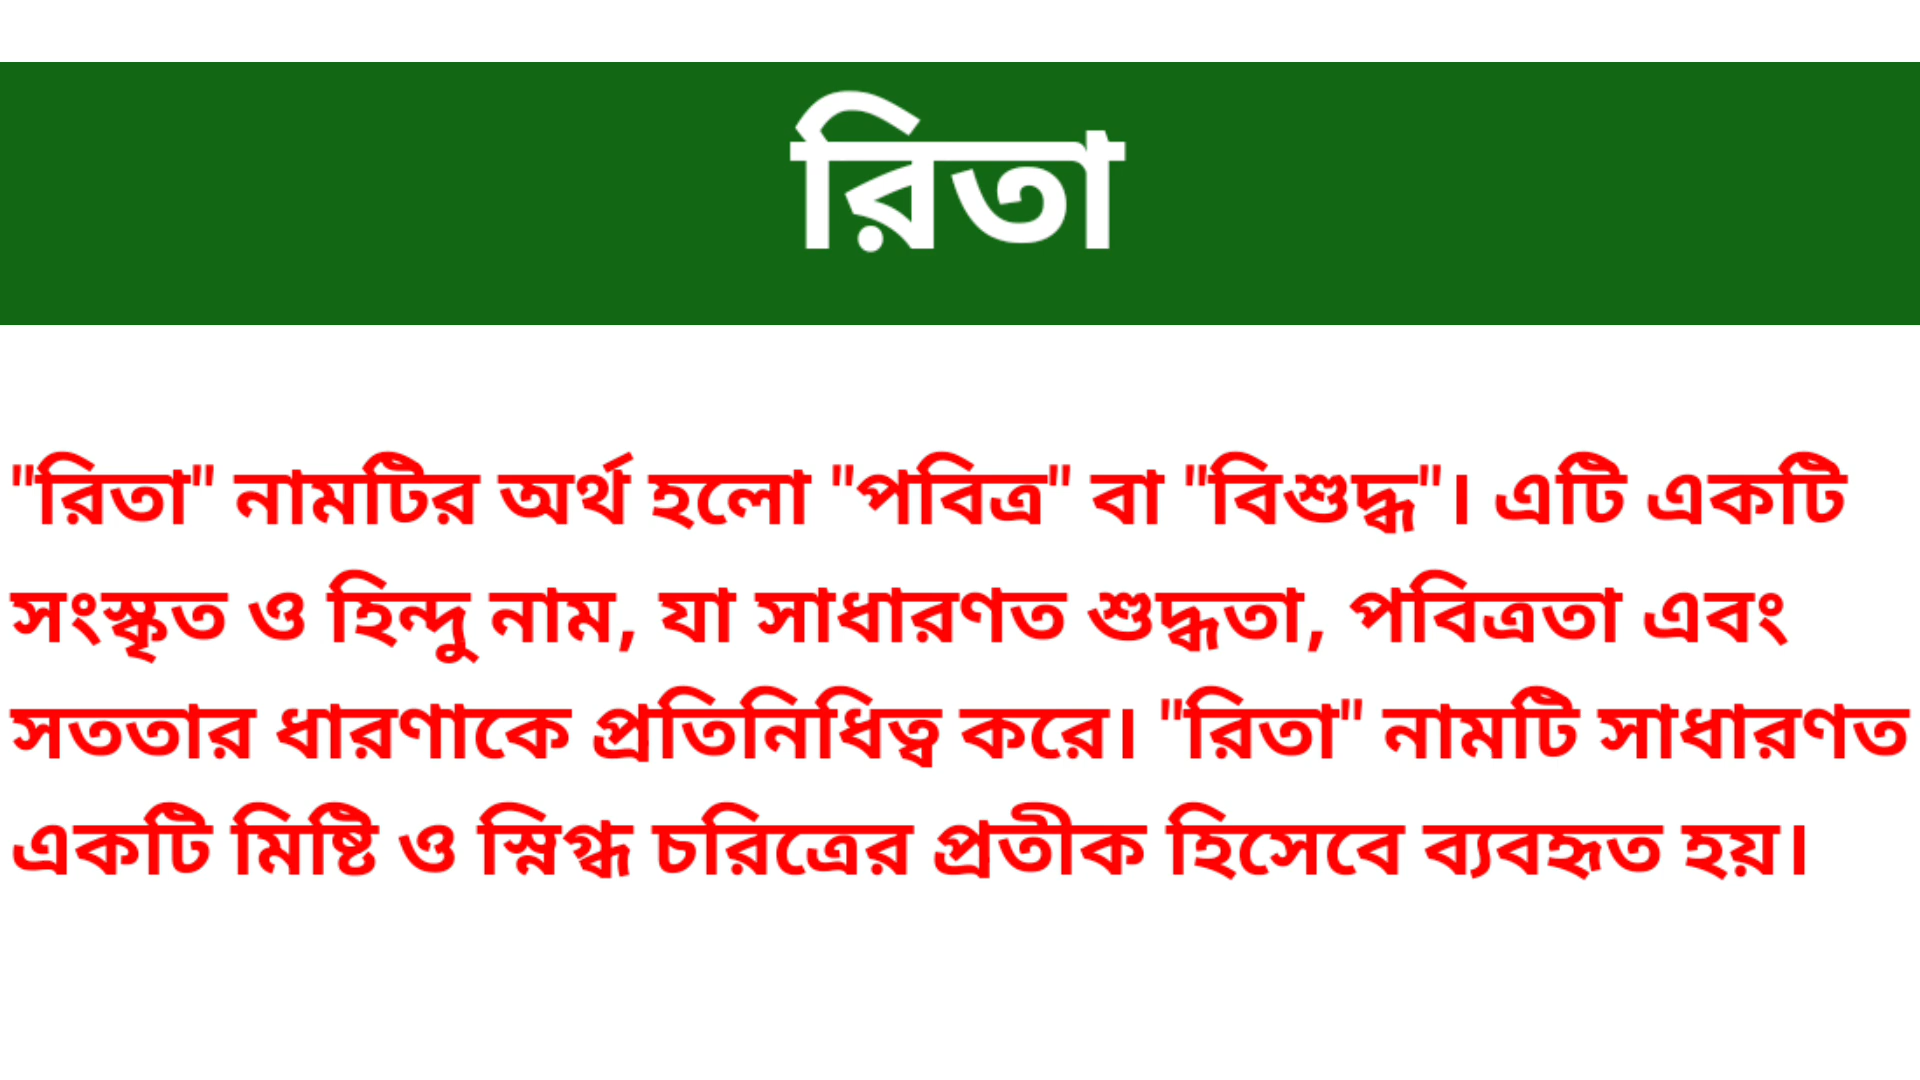 রিতা
"রিতা" নামটির অর্থ হলো "পবিত্র" বা "বিশুদ্ধ"। এটি একটি
সংস্কৃত ও হিন্দু নাম, যা সাধারণত শুদ্ধতা, পবিত্রতা এবং
সততার ধারণাকে প্রতিনিধিত্ব করে। "রিতা" নামটি সাধারণত
একটি মিষ্টি ও স্নিগ্ধ চরিত্রের প্রতীক হিসেবে ব্যবহৃত হয়।